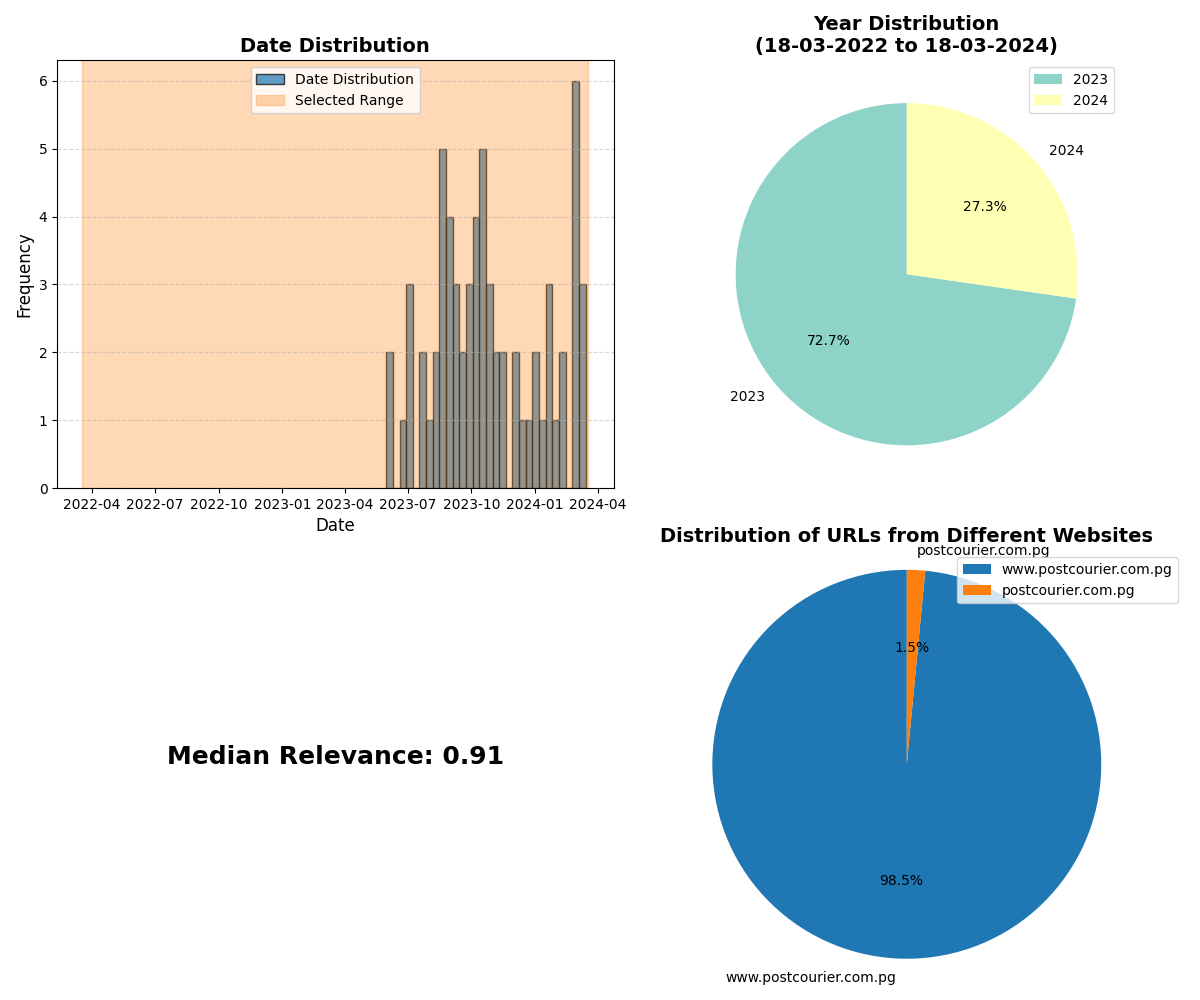 Date Distribution
Date Distribution
Selected Range
Frequency
6
5
4
3
2
1
0
2022-04 2022-07 2022-10 2023-01 2023-04 2023-07 2023-10 2024-01 2024-04
Date
Year Distribution
(18-03-2022 to 18-03-2024)
2023
2024
2024
27.3%
72.7%
2023
Median Relevance: 0.91
Distribution of URLs from Different Websites
postcourier.com.pg
www.postcourier.com.pg
postcourier.com.pg
1.5%
98.5%
www.postcourier.com.pg